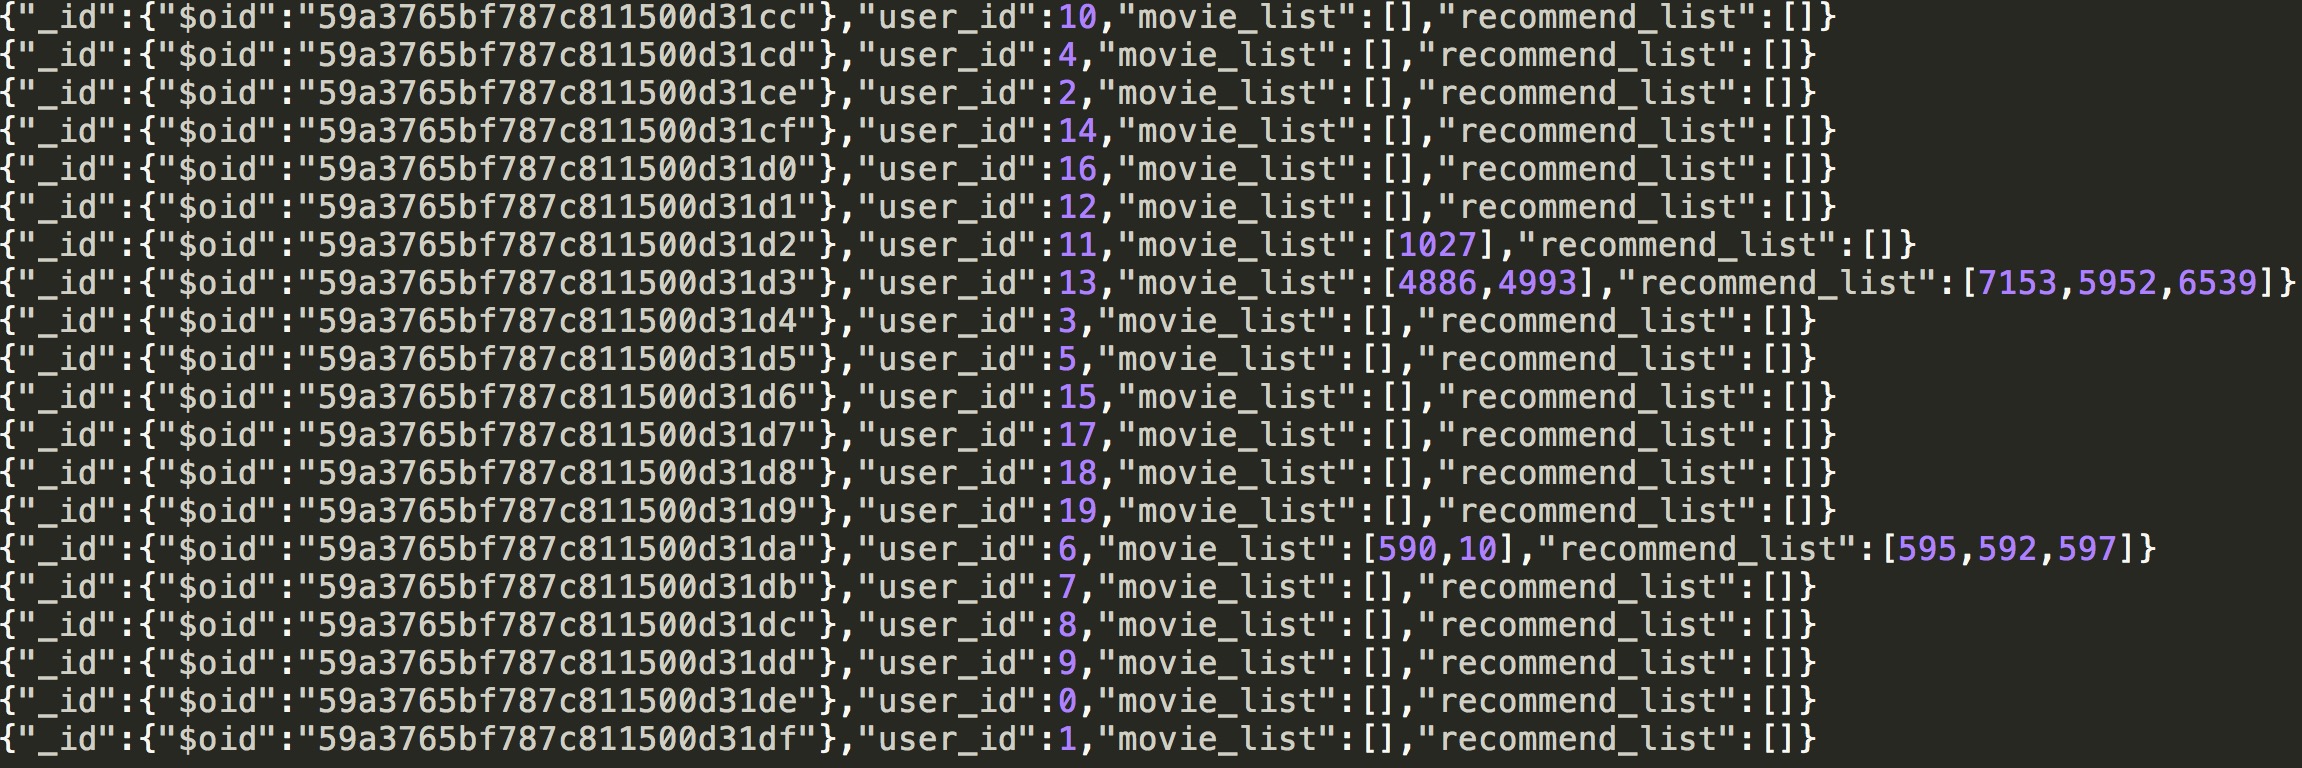 {"_id":{"$oid":"59a3765bf787c811500d31cc"},"user_id":10,"movie_list":[],"recommend_list":[]}
{"_id":{"$oid":"59a3765bf787c811500d31cd"},"user_id":4,"movie_list":[],"recommend_list":[]}
{"_id":{"$oid":"59a3765bf787c811500d31ce"},"user_id":2,"movie_list":[],"recommend_list":[]}
{"_id":{"$oid":"59a3765bf787c811500d31cf"},"user_id":14,"movie_list":[],"recommend_list":[]}
{"_id":{"$oid":"59a3765bf787c811500d31d0"},"user_id":16,"movie_list":[],"recommend_list":[]}
{"_id":{"$oid":"59a3765bf787c811500d31d1"},"user_id":12,"movie_list":[],"recommend_list":[]}
{"_id":{"$oid":"59a3765bf787c811500d31d2"},"user_id":11,"movie_list":[1027],"recommend_list":[]}
{"_id":{"$oid":"59a3765bf787c811500d31d3"},"user_id":13,"movie_list":[4886,4993],"recommend_list":[7153,5952,6539]}
{"_id":{"$oid":"59a3765bf787c811500d31d4"},"user_id":3,"movie_list":[],"recommend_list":[]}
{"_id":{"$oid":"59a3765bf787c811500d31d5"},"user_id":5,"movie_list":[],"recommend_list":[]}
{"_id":{"$oid":"59a3765bf787c811500d31d6"},"user_id":15,"movie_list":[],"recommend_list":[]}
{"_id":{"$oid":"59a3765bf787c811500d31d7"},"user_id":17,"movie_list":[],"recommend_list":[]}
{"_id":{"$oid":"59a3765bf787c811500d31d8"},"user_id":18,"movie_list":[],"recommend_list":[]}
{"_id":{"$oid":"59a3765bf787c811500d31d9"},"user_id":19,"movie_list":[],"recommend_list":[]}
{"_id":{"$oid":"59a3765bf787c811500d31da"},"user_id":6,"movie_list":[590,10],"recommend_list":[595,592,597]}
{"_id":{"$oid":"59a3765bf787c811500d31db"},"user_id":7,"movie_list":[],"recommend_list":[]}
{"_id":{"$oid":"59a3765bf787c811500d31dc"},"user_id":8,"movie_list":[],"recommend_list":[]}
{"_id":{"$oid":"59a3765bf787c811500d31dd"},"user_id":9,"movie_list":[],"recommend_list":[]}
{"_id":{"$oid":"59a3765bf787c811500d31de"},"user_id":0,"movie_list":[],"recommend_list":[]}
{"_id":{"$oid":"59a3765bf787c811500d31df"},"user_id":1,"movie_list":[],"recommend_list":[]}